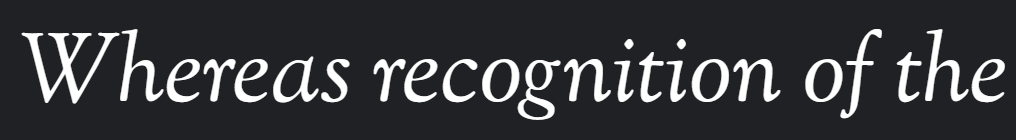 Whereas recognition of the